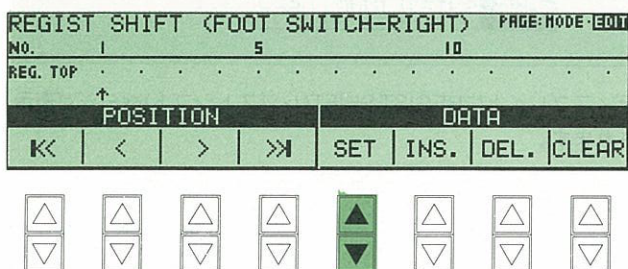 REGIST SHIFT (FOOT SWITCH-RIGHT) PAGE:MODE·EDIT
NO. 1 5 10
REG. TOP
POSITION DATA
K<< < > >>I SET INS. DEL. CLEAR